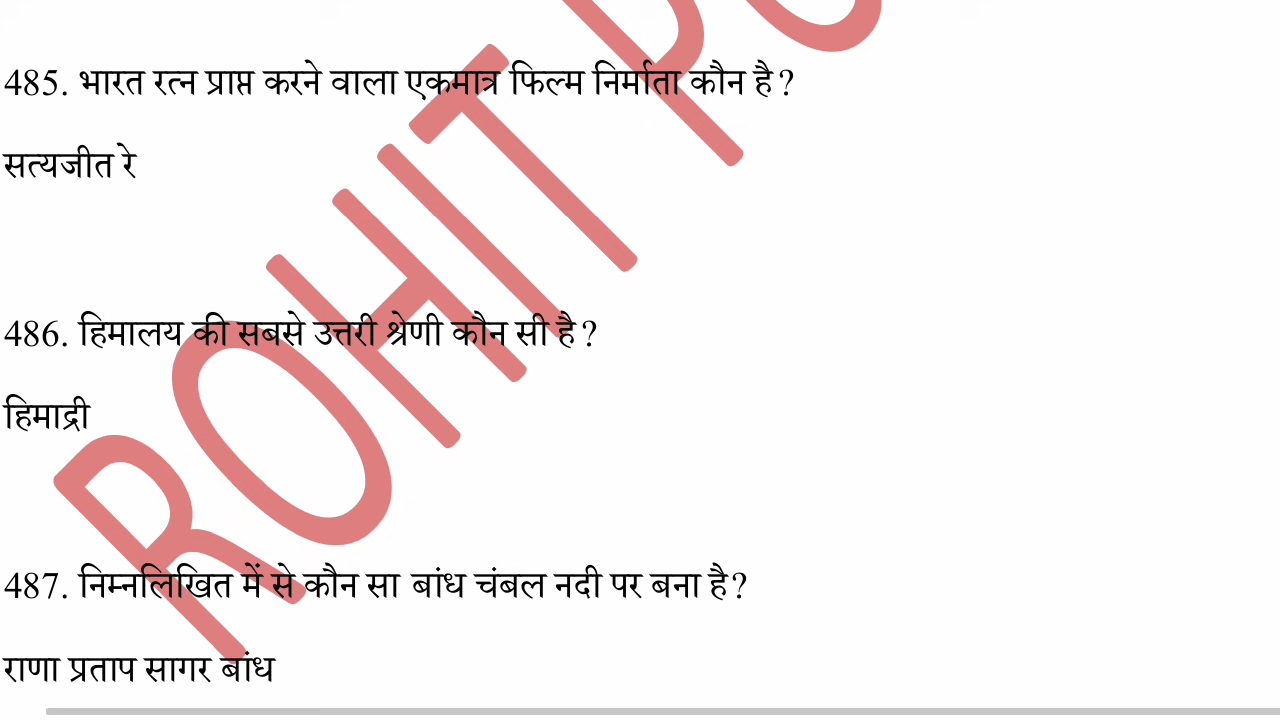 485. भारत रत्न प्राप्त करने वाला एकमात्र फिल्म निर्माता कौन है?
सत्यजीत रे
486. हिमालय की सबसे उत्तरी श्रेणी कौन सी है?
हिमाद्री
487. निम्नलिखित में से कौन सा बांध चंबल नदी पर बना है?
राणा प्रताप सागर बांध
ROHIT